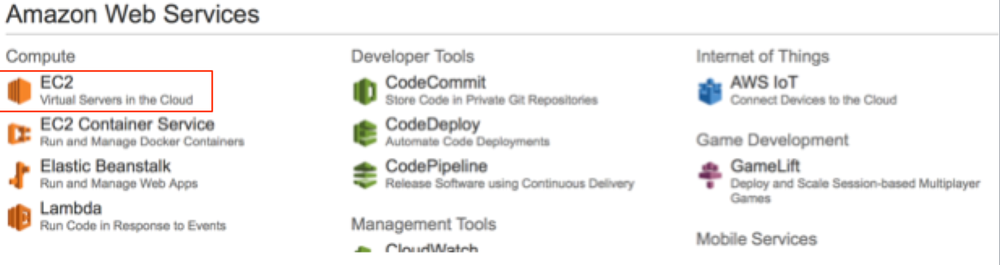 Amazon Web Services
Compute
EC2
Virtual Servers in the Cloud
EC2 Container Service
Run and Manage Docker Containers
Elastic Beanstalk
Run and Manage Web Apps
Lambda
Run Code in Response to Events
Developer Tools
CodeCommit
Store Code in Private Git Repositories
CodeDeploy
Automate Code Deployments
CodePipeline
Release Software using Continuous Delivery
Management Tools
CloudWatch
Internet of Things
AWS IoT
Connect Devices to the Cloud
Game Development
GameLift
Deploy and Scale Session-based Multiplayer
Games
Mobile Services